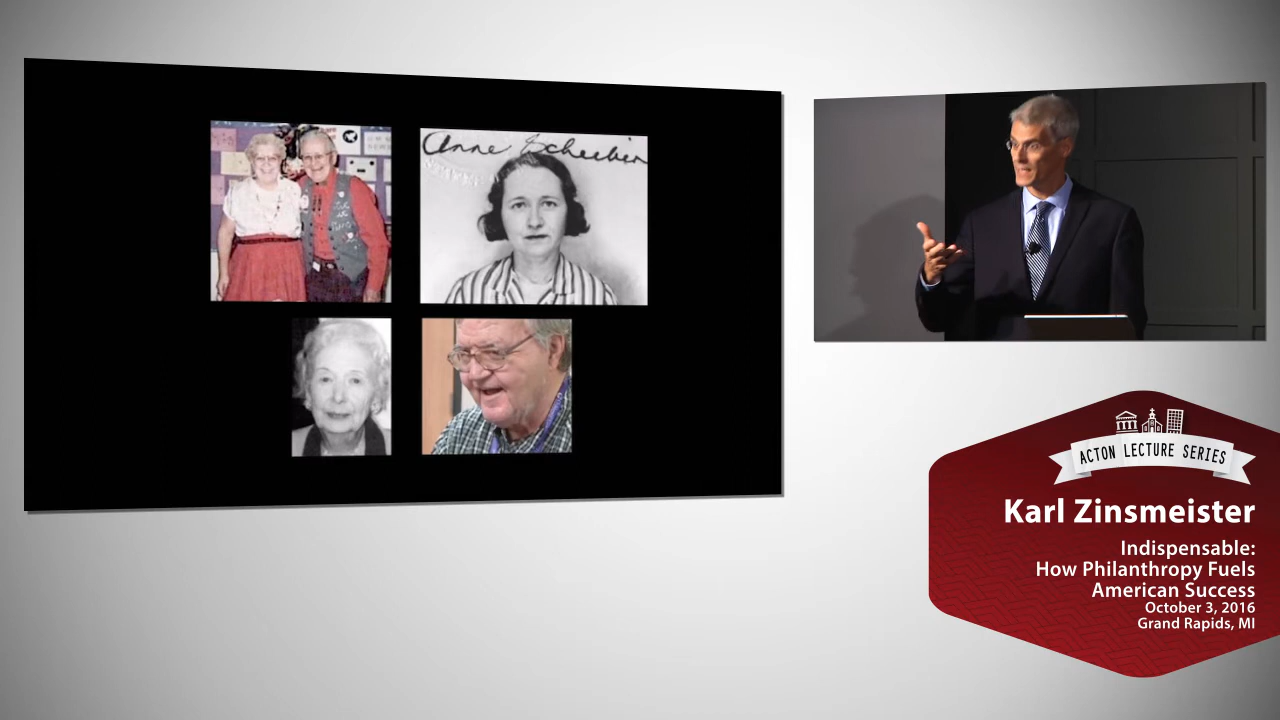 Anne Scheiber
ACTON LECTURE SERIES
Karl Zinsmeister
Indispensable:
How Philanthropy Fuels
American Success
October 3, 2016
Grand Rapids, MI